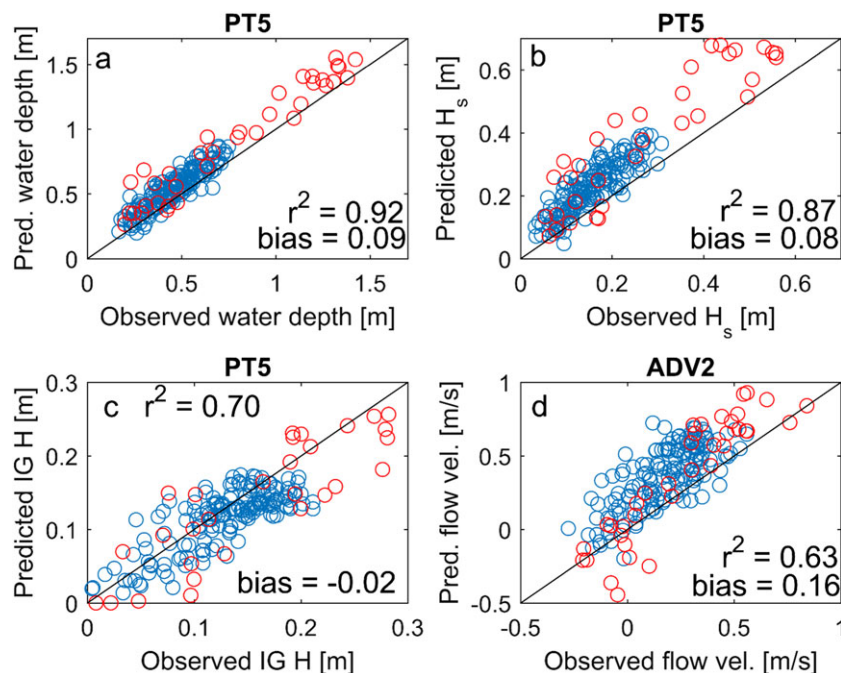 PT5
a
1.5
1
0.5
0
Pred. water depth [m]
r² = 0.92
bias = 0.09
0 0.5 1 1.5
Observed water depth [m]
PT5
b
0.6
0.4
0.2
0
Predicted Hₛ [m]
r² = 0.87
bias = 0.08
0 0.2 0.4 0.6
Observed Hₛ [m]
PT5
c r² = 0.70
0.3
0.2
0.1
0
Predicted IG H [m]
bias = -0.02
0 0.1 0.2 0.3
Observed IG H [m]
ADV2
d
1
0.5
0
-0.5
Pred. flow vel. [m/s]
r² = 0.63
bias = 0.16
-0.5 0 0.5 1
Observed flow vel. [m/s]